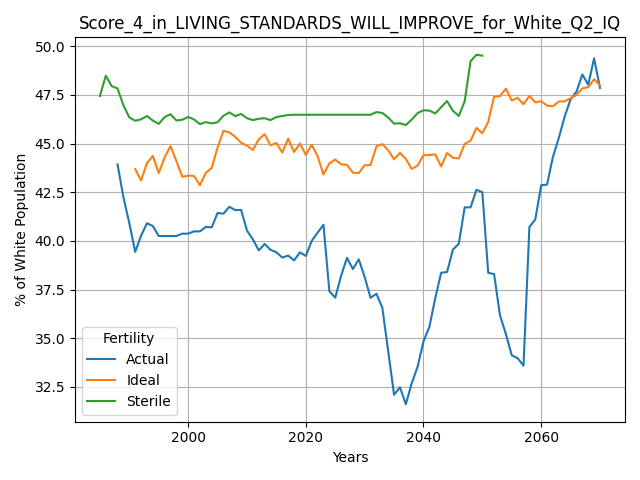 Score_4_in_LIVING_STANDARDS_WILL_IMPROVE_for_White_Q2_IQ
50.0
47.5
45.0
42.5
40.0
37.5
35.0
32.5
% of White Population
Fertility
Actual
Ideal
Sterile
2000
2020
2040
2060
Years